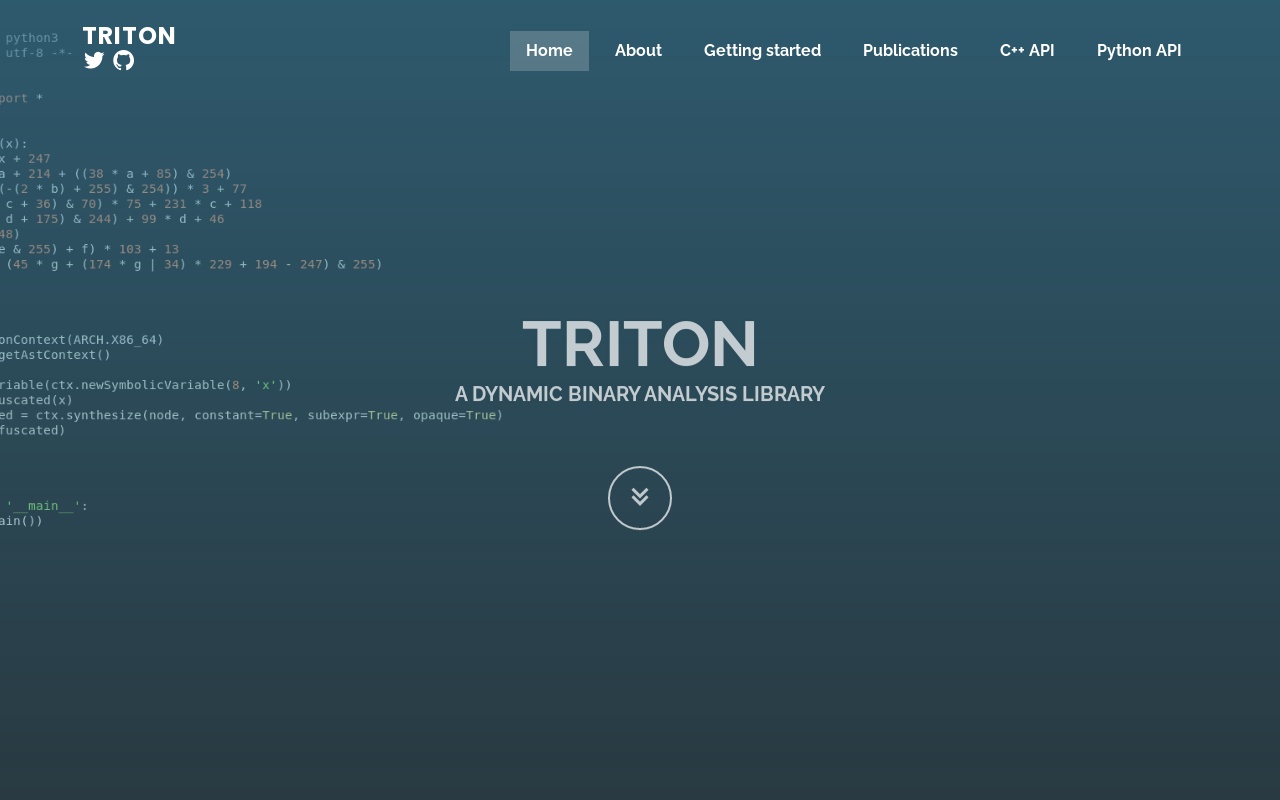 TRITON
Home About Getting started Publications C++ API Python API
python3
utf-8 -*-
port *
(x):
x + 247
a + 214 + ((38 * a + 85) & 254)
(-(2 * b) + 255) & 254)) * 3 + 77
c + 36) & 70) * 75 + 231 * c + 118
d + 175) & 244) + 99 * d + 46
48)
e & 255) + f) * 103 + 13
(45 * g + (174 * g | 34) * 229 + 194 - 247) & 255)
onContext(ARCH.X86_64)
getAstContext()
riable(ctx.newSymbolicVariable(8, 'x'))
uscated(x)
ed = ctx.synthesize(node, constant=True, subexpr=True, opaque=True)
fuscated)
'__main__':
ain())
TRITON
A DYNAMIC BINARY ANALYSIS LIBRARY